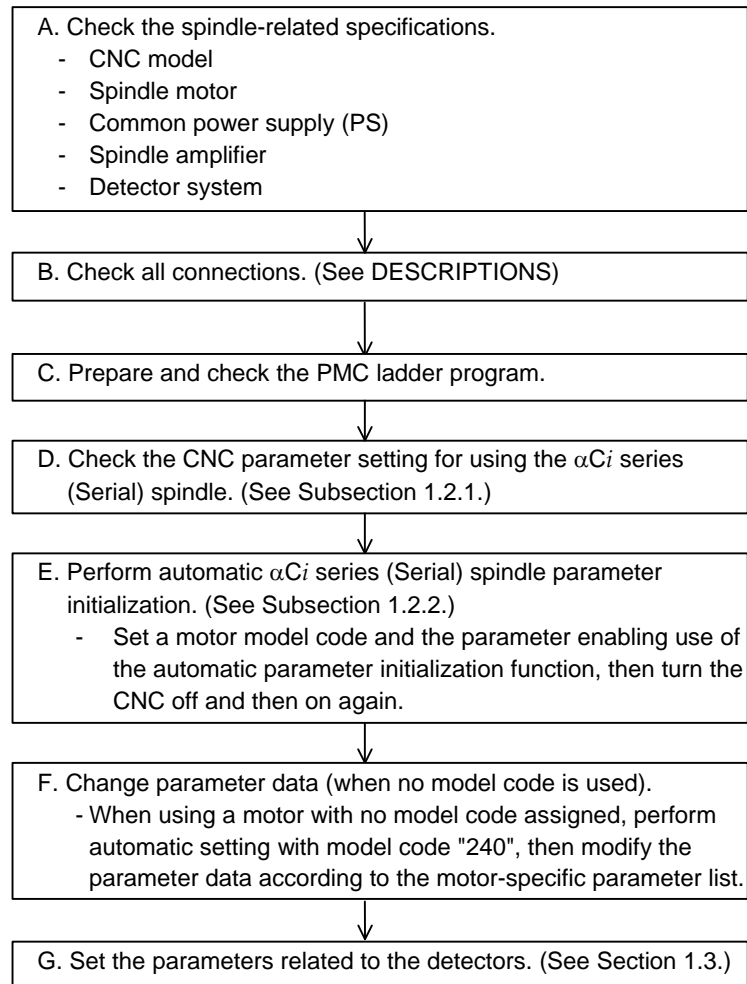 A. Check the spindle-related specifications.
- CNC model
- Spindle motor
- Common power supply (PS)
- Spindle amplifier
- Detector system
B. Check all connections. (See DESCRIPTIONS)
C. Prepare and check the PMC ladder program.
D. Check the CNC parameter setting for using the αCi series
(Serial) spindle. (See Subsection 1.2.1.)
E. Perform automatic αCi series (Serial) spindle parameter
initialization. (See Subsection 1.2.2.)
- Set a motor model code and the parameter enabling use of
the automatic parameter initialization function, then turn the
CNC off and then on again.
F. Change parameter data (when no model code is used).
- When using a motor with no model code assigned, perform
automatic setting with model code "240", then modify the
parameter data according to the motor-specific parameter list.
G. Set the parameters related to the detectors. (See Section 1.3.)